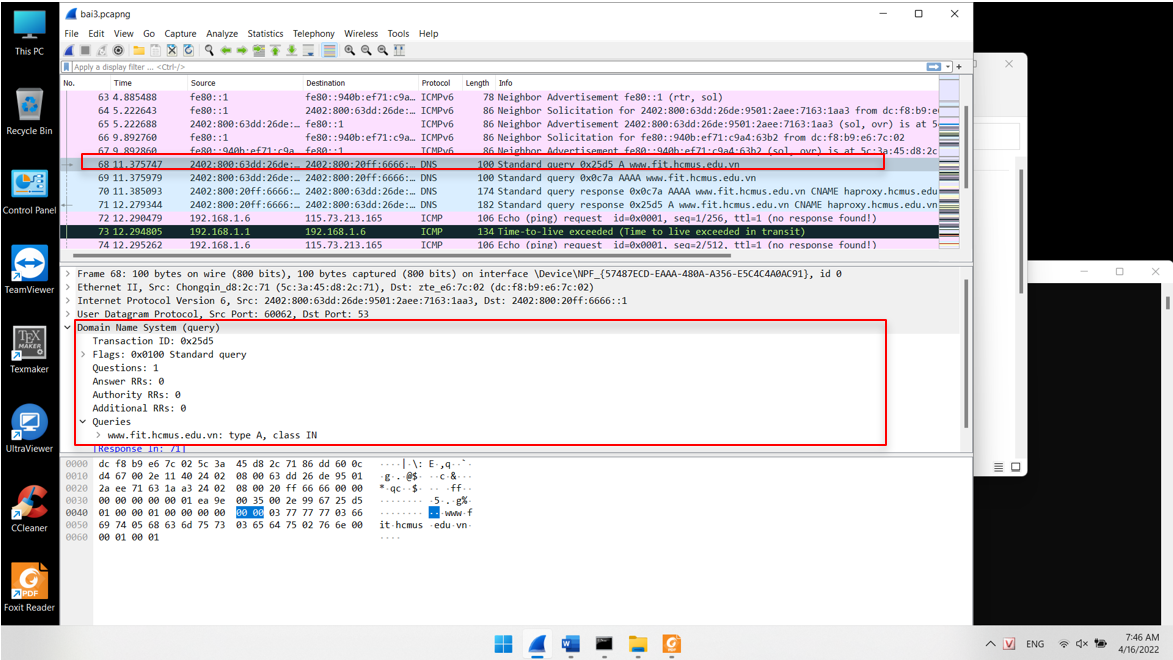 This PC
Recycle Bin
Control Panel
TeamViewer
TEX
MAKER
Texmaker
UltraViewer
CCleaner
PDF
Foxit Reader
bai3.pcapng
File Edit View Go Capture Analyze Statistics Telephony Wireless Tools Help
Apply a display filter ... <Ctrl-/>
No. Time Source Destination Protocol Length Info
63 4.885488 fe80::1 fe80::940b:ef71:c9a… ICMPv6 78 Neighbor Advertisement fe80::1 (rtr, sol)
64 5.222643 fe80::1 2402:800:63dd:26de:… ICMPv6 86 Neighbor Solicitation for 2402:800:63dd:26de:9501:2aee:7163:1aa3 from dc:f8:b9:e6
65 5.222688 2402:800:63dd:26de:… fe80::1 ICMPv6 86 Neighbor Advertisement 2402:800:63dd:26de:9501:2aee:7163:1aa3 (sol, ovr) is at 5c
66 9.892760 fe80::1 fe80::940b:ef71:c9a… ICMPv6 86 Neighbor Solicitation for fe80::940b:ef71:c9a4:63b2 from dc:f8:b9:e6:7c:02
67 9.892860 fe80::940b:ef71:c9a… fe80::1 ICMPv6 86 Neighbor Advertisement fe80::940b:ef71:c9a4:63b2 (sol, ovr) is at 5c:3a:45:d8:2c
68 11.375747 2402:800:63dd:26de:… 2402:800:20ff:6666:… DNS 100 Standard query 0x25d5 A www.fit.hcmus.edu.vn
69 11.375979 2402:800:63dd:26de:… 2402:800:20ff:6666:… DNS 100 Standard query 0x0c7a AAAA www.fit.hcmus.edu.vn
70 11.385093 2402:800:20ff:6666:… 2402:800:63dd:26de:… DNS 174 Standard query response 0x0c7a AAAA www.fit.hcmus.edu.vn CNAME haproxy.hcmus.edu
71 12.279344 2402:800:20ff:6666:… 2402:800:63dd:26de:… DNS 182 Standard query response 0x25d5 A www.fit.hcmus.edu.vn CNAME haproxy.hcmus.edu.vn
72 12.290479 192.168.1.6 115.73.213.165 ICMP 106 Echo (ping) request id=0x0001, seq=1/256, ttl=1 (no response found!)
73 12.294805 192.168.1.1 192.168.1.6 ICMP 134 Time-to-live exceeded (Time to live exceeded in transit)
74 12.295262 192.168.1.6 115.73.213.165 ICMP 106 Echo (ping) request id=0x0001, seq=2/512, ttl=1 (no response found!)
Frame 68: 100 bytes on wire (800 bits), 100 bytes captured (800 bits) on interface \Device\NPF_{57487ECD-EAAA-480A-A356-E5C4C4A0AC91}, id 0
Ethernet II, Src: Chongqin_d8:2c:71 (5c:3a:45:d8:2c:71), Dst: zte_e6:7c:02 (dc:f8:b9:e6:7c:02)
Internet Protocol Version 6, Src: 2402:800:63dd:26de:9501:2aee:7163:1aa3, Dst: 2402:800:20ff:6666::1
User Datagram Protocol, Src Port: 60062, Dst Port: 53
Domain Name System (query)
Transaction ID: 0x25d5
Flags: 0x0100 Standard query
Questions: 1
Answer RRs: 0
Authority RRs: 0
Additional RRs: 0
Queries
www.fit.hcmus.edu.vn: type A, class IN
[Response In: 71]
0000 dc f8 b9 e6 7c 02 5c 3a 45 d8 2c 71 86 dd 60 0c ····|·\: E·,q··`·
0010 d4 67 00 2e 11 40 24 02 08 00 63 dd 26 de 95 01 ·g·.·@$· ··c·&···
0020 2a ee 71 63 1a a3 24 02 08 00 20 ff 66 66 00 00 *·qc··$· ·· ·ff··
0030 00 00 00 00 00 01 ea 9e 00 35 00 2e 99 67 25 d5 ········ ·5·.·g%·
0040 01 00 00 01 00 00 00 00 00 00 03 77 77 77 03 66 ········ ···www·f
0050 69 74 05 68 63 6d 75 73 03 65 64 75 02 76 6e 00 it·hcmus ·edu·vn·
0060 00 01 00 01 ····
ENG
7:46 AM
4/16/2022